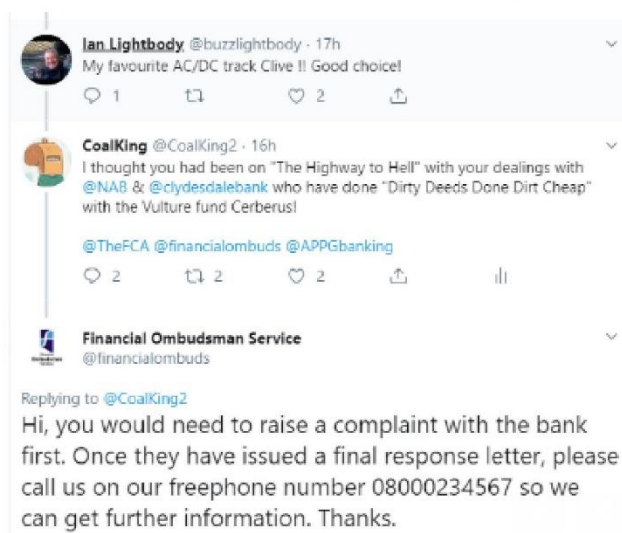 Ian Lightbody @buzzlightbody · 17h
My favourite AC/DC track Clive !! Good choice!
1 2
CoalKing @CoalKing2 · 16h
I thought you had been on "The Highway to Hell" with your dealings with
@NAB & @clydesdalebank who have done "Dirty Deeds Done Dirt Cheap"
with the Vulture fund Cerberus!
@TheFCA @financialombuds @APPGbanking
2 2 2
Financial Ombudsman Service
@financialombuds
Replying to @CoalKing2
Hi, you would need to raise a complaint with the bank
first. Once they have issued a final response letter, please
call us on our freephone number 08000234567 so we
can get further information. Thanks.